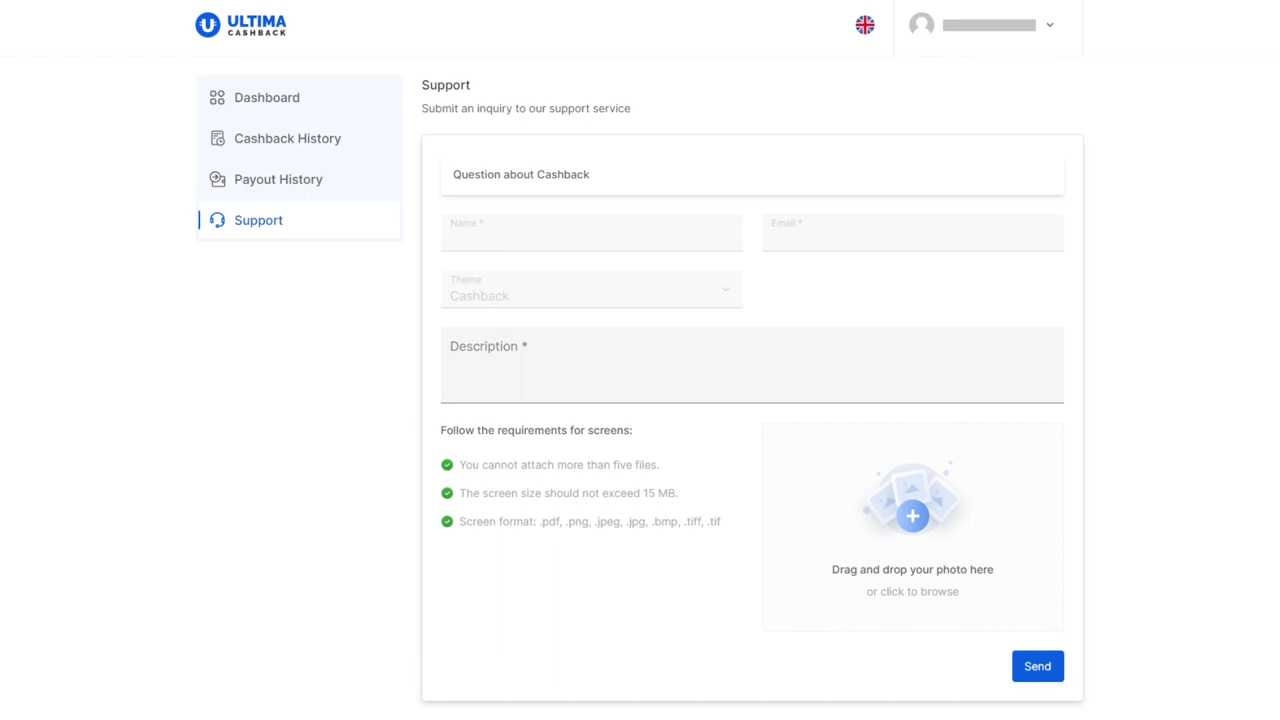 ULTIMA
CASHBACK
Dashboard
Cashback History
Payout History
Support
Support
Submit an inquiry to our support service
Question about Cashback
Name *
Email *
Theme
Cashback
Description *
Follow the requirements for screens:
You cannot attach more than five files.
The screen size should not exceed 15 MB.
Screen format: .pdf, .png, .jpeg, .jpg, .bmp, .tiff, .tif
Drag and drop your photo here
or click to browse
Send